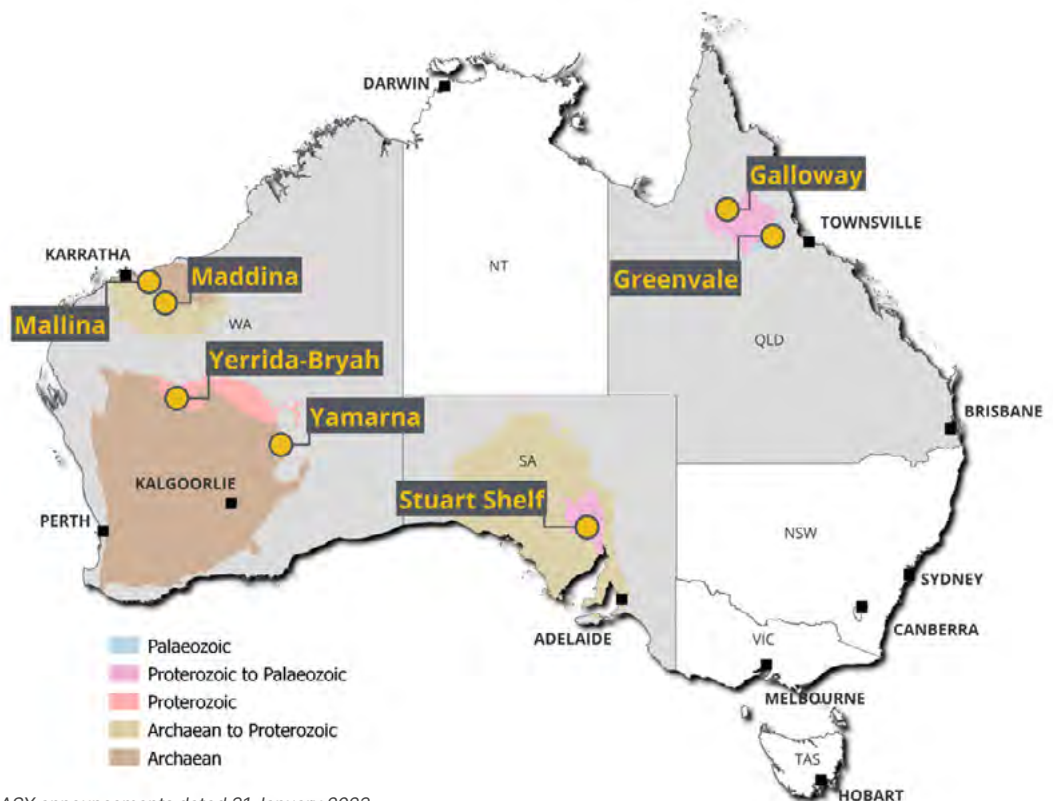 DARWIN
Galloway
TOWNSVILLE
KARRATHA
Maddina
NT
Greenvale
Mallina
WA
QLD
Yerrida-Bryah
BRISBANE
Yamarna
SA
KALGOORLIE
Stuart Shelf
PERTH
NSW
SYDNEY
CANBERRA
ADELAIDE
VIC
Palaeozoic
Proterozoic to Palaeozoic
MELBOURNE
Proterozoic
Archaean to Proterozoic
Archaean
TAS
HOBART